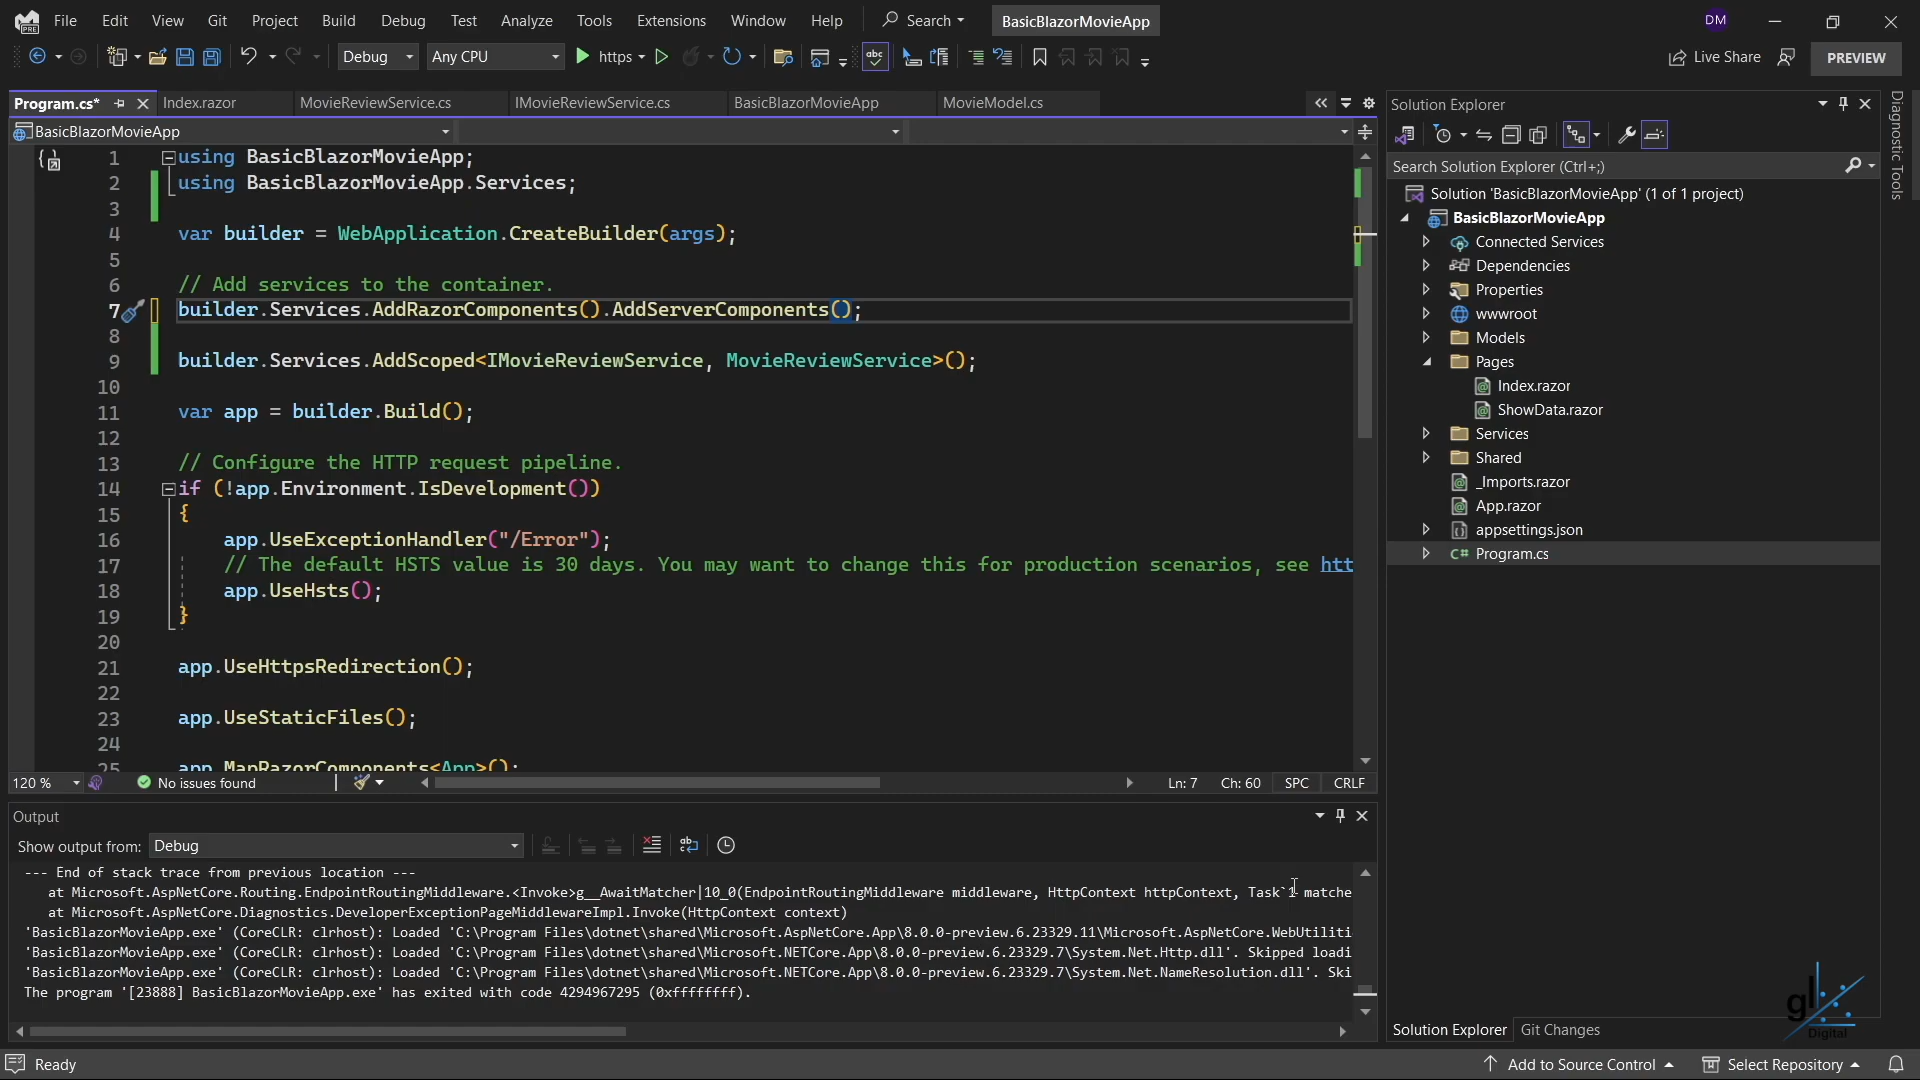 File Edit View Git Project Build Debug Test Analyze Tools Extensions Window Help Search BasicBlazorMovieApp DM
Debug Any CPU https Live Share PREVIEW
Program.cs* Index.razor MovieReviewService.cs IMovieReviewService.cs BasicBlazorMovieApp MovieModel.cs
BasicBlazorMovieApp
1 using BasicBlazorMovieApp;
2 using BasicBlazorMovieApp.Services;
3
4 var builder = WebApplication.CreateBuilder(args);
5
6 // Add services to the container.
7 builder.Services.AddRazorComponents().AddServerComponents();
8
9 builder.Services.AddScoped<IMovieReviewService, MovieReviewService>();
10
11 var app = builder.Build();
12
13 // Configure the HTTP request pipeline.
14 if (!app.Environment.IsDevelopment())
15 {
16 app.UseExceptionHandler("/Error");
17 // The default HSTS value is 30 days. You may want to change this for production scenarios, see htt
18 app.UseHsts();
19 }
20
21 app.UseHttpsRedirection();
22
23 app.UseStaticFiles();
24
25 app.MapRazorComponents<App>();
120 % No issues found Ln: 7 Ch: 60 SPC CRLF
Output
Show output from: Debug
--- End of stack trace from previous location ---
at Microsoft.AspNetCore.Routing.EndpointRoutingMiddleware.<Invoke>g__AwaitMatcher|10_0(EndpointRoutingMiddleware middleware, HttpContext httpContext, Task`1 matche
at Microsoft.AspNetCore.Diagnostics.DeveloperExceptionPageMiddlewareImpl.Invoke(HttpContext context)
'BasicBlazorMovieApp.exe' (CoreCLR: clrhost): Loaded 'C:\Program Files\dotnet\shared\Microsoft.AspNetCore.App\8.0.0-preview.6.23329.11\Microsoft.AspNetCore.WebUtiliti
'BasicBlazorMovieApp.exe' (CoreCLR: clrhost): Loaded 'C:\Program Files\dotnet\shared\Microsoft.NETCore.App\8.0.0-preview.6.23329.7\System.Net.Http.dll'. Skipped loadi
'BasicBlazorMovieApp.exe' (CoreCLR: clrhost): Loaded 'C:\Program Files\dotnet\shared\Microsoft.NETCore.App\8.0.0-preview.6.23329.7\System.Net.NameResolution.dll'. Ski
The program '[23888] BasicBlazorMovieApp.exe' has exited with code 4294967295 (0xffffffff).
Solution Explorer
Search Solution Explorer (Ctrl+;)
Solution 'BasicBlazorMovieApp' (1 of 1 project)
BasicBlazorMovieApp
Connected Services
Dependencies
Properties
wwwroot
Models
Pages
Index.razor
ShowData.razor
Services
Shared
_Imports.razor
App.razor
appsettings.json
C# Program.cs
Solution Explorer Git Changes
Diagnostic Tools
gl
Digital
Ready Add to Source Control Select Repository